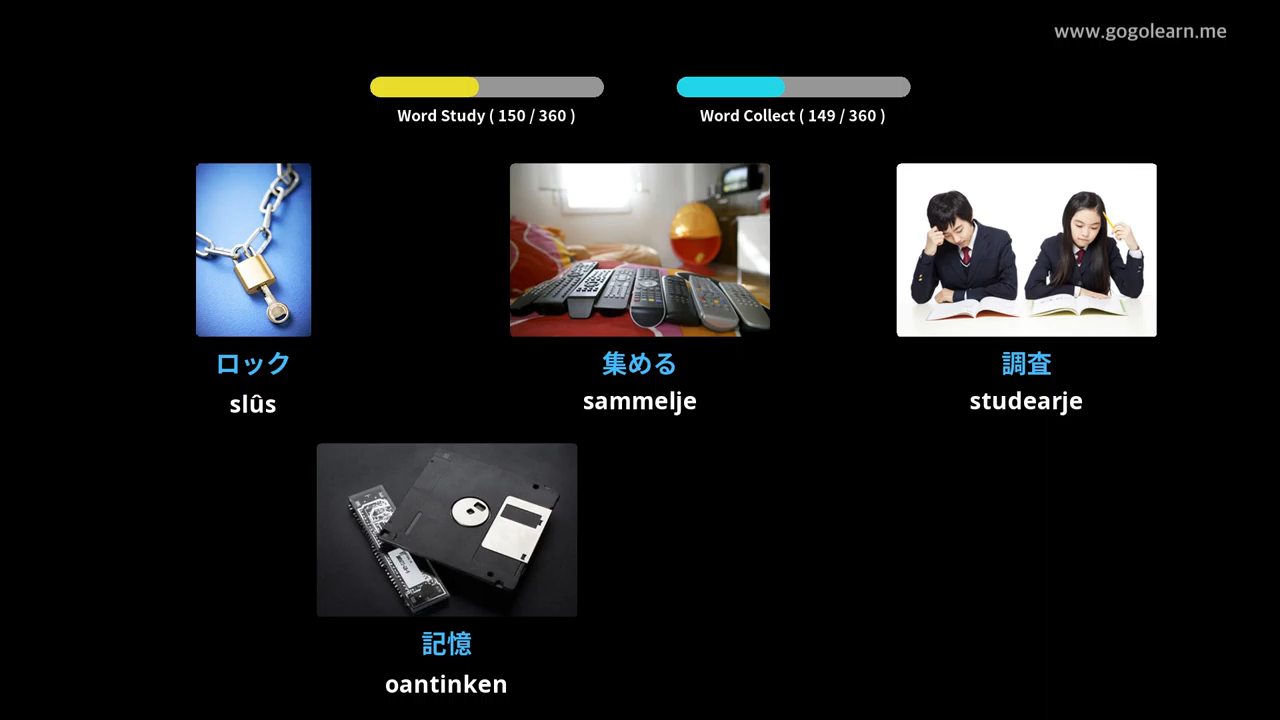 www.gogolearn.me
Word Study ( 150 / 360 )
Word Collect ( 149 / 360 )
ロック
slûs
集める
sammelje
調査
studearje
記憶
oantinken